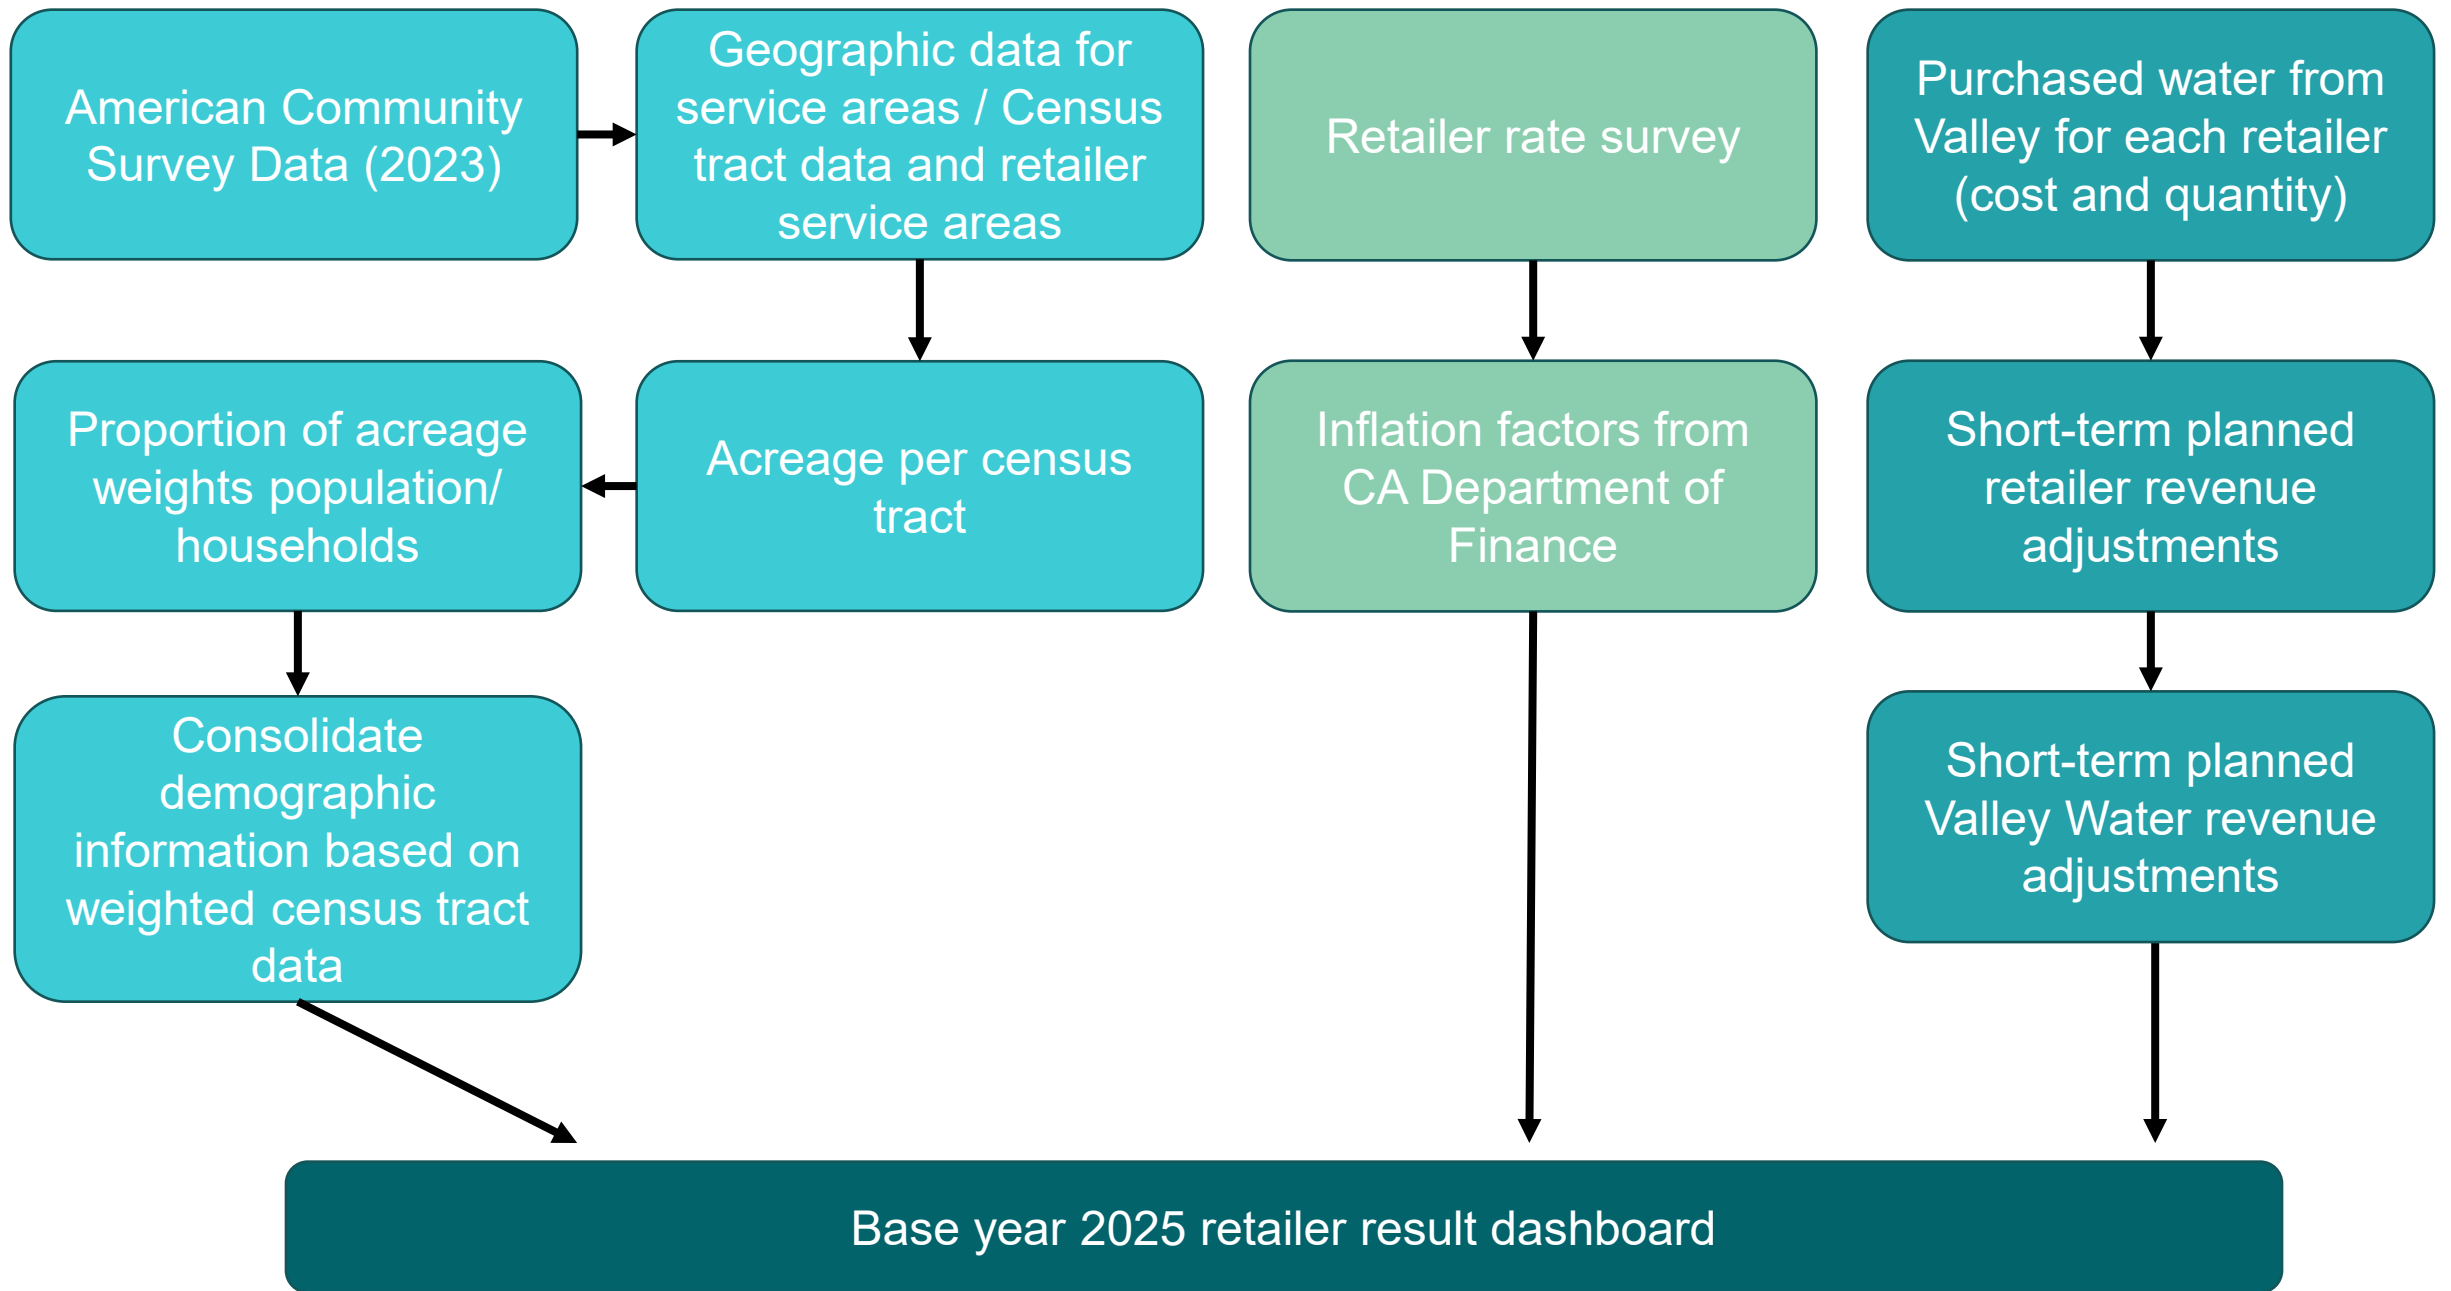 American Community
Survey Data (2023)
Geographic data for
service areas / Census
tract data and retailer
service areas
Retailer rate survey
Purchased water from
Valley for each retailer
(cost and quantity)
Proportion of acreage
weights population/
households
Acreage per census
tract
Inflation factors from
CA Department of
Finance
Short-term planned
retailer revenue
adjustments
Consolidate
demographic
information based on
weighted census tract
data
Short-term planned
Valley Water revenue
adjustments
Base year 2025 retailer result dashboard